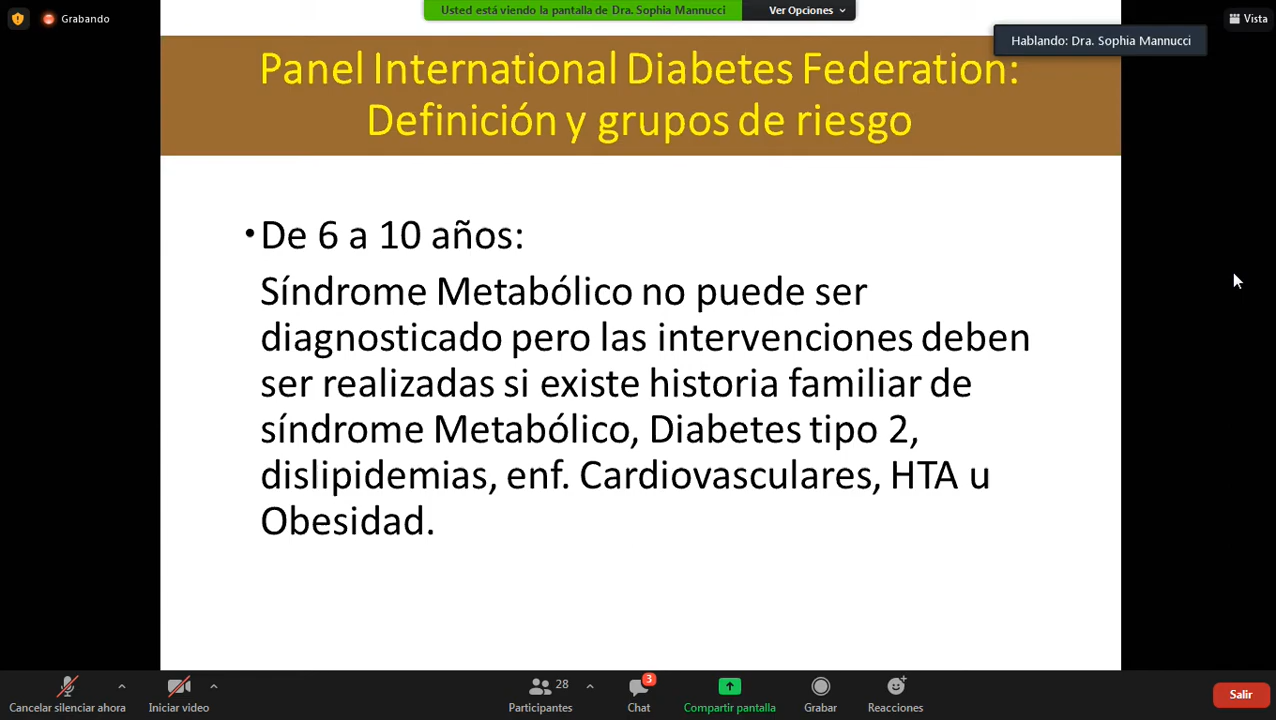 Usted está viendo la pantalla de Dra. Sophia Mannucci
Ver Opciones
Grabando
Vista
Hablando: Dra. Sophia Mannucci
Panel International Diabetes Federation:
Definición y grupos de riesgo
• De 6 a 10 años:
Síndrome Metabólico no puede ser
diagnosticado pero las intervenciones deben
ser realizadas si existe historia familiar de
síndrome Metabólico, Diabetes tipo 2,
dislipidemias, enf. Cardiovasculares, HTA u
Obesidad.
Cancelar silenciar ahora
Iniciar video
28
Participantes
3
Chat
Compartir pantalla
Grabar
Reacciones
Salir